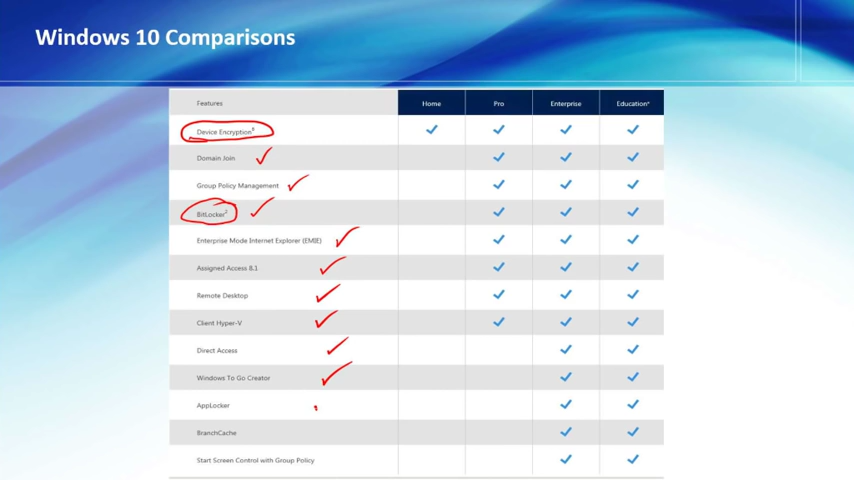 Windows 10 Comparisons
Features Home Pro Enterprise Education*
Device Encryption⁸
Domain Join
Group Policy Management
BitLocker²
Enterprise Mode Internet Explorer (EMIE)
Assigned Access 8.1
Remote Desktop
Client Hyper-V
Direct Access
Windows To Go Creator
AppLocker
BranchCache
Start Screen Control with Group Policy